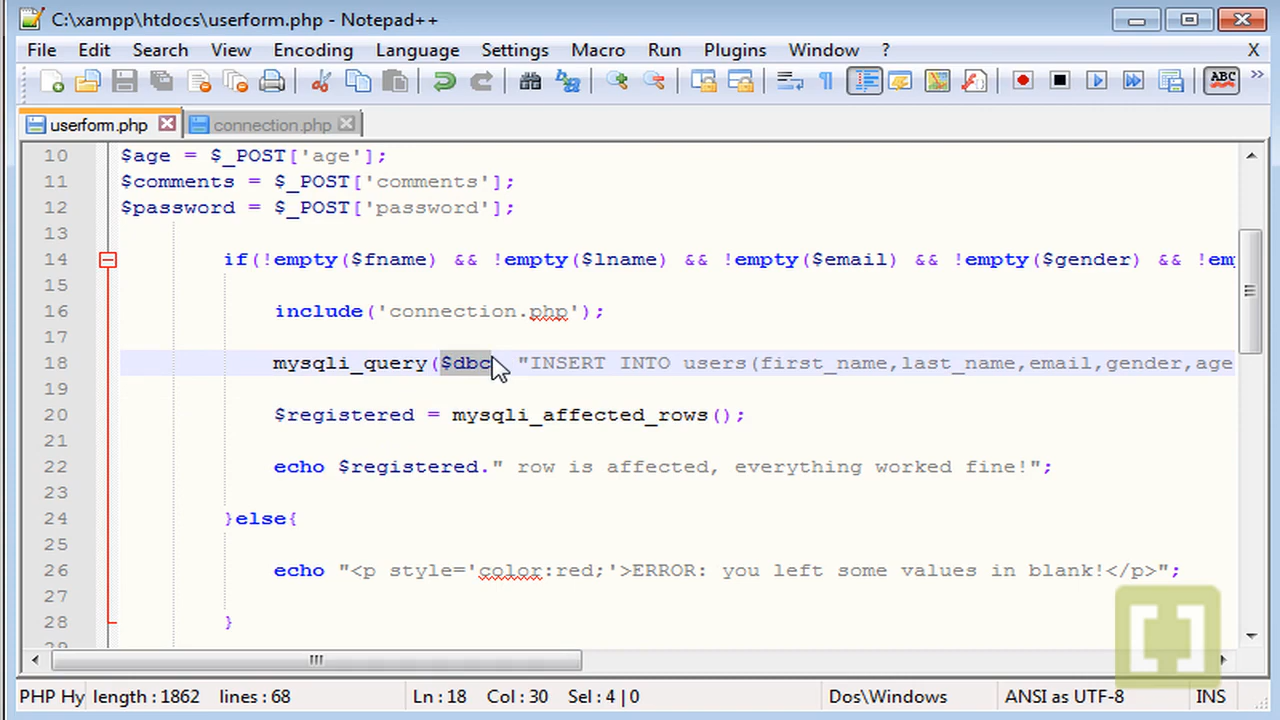 C:\xampp\htdocs\userform.php - Notepad++
File Edit Search View Encoding Language Settings Macro Run Plugins Window ? X
ABC »
userform.php connection.php
10 $age = $_POST['age'];
11 $comments = $_POST['comments'];
12 $password = $_POST['password'];
13
14 if(!empty($fname) && !empty($lname) && !empty($email) && !empty($gender) && !em
15
16 include('connection.php');
17
18 mysqli_query($dbc "INSERT INTO users(first_name,last_name,email,gender,age
19
20 $registered = mysqli_affected_rows();
21
22 echo $registered." row is affected, everything worked fine!";
23
24 }else{
25
26 echo "<p style='color:red;'>ERROR: you left some values in blank!</p>";
27
28 }
29
PHP Hy length : 1862 lines : 68 Ln : 18 Col : 30 Sel : 4 | 0 Dos\Windows ANSI as UTF-8 INS